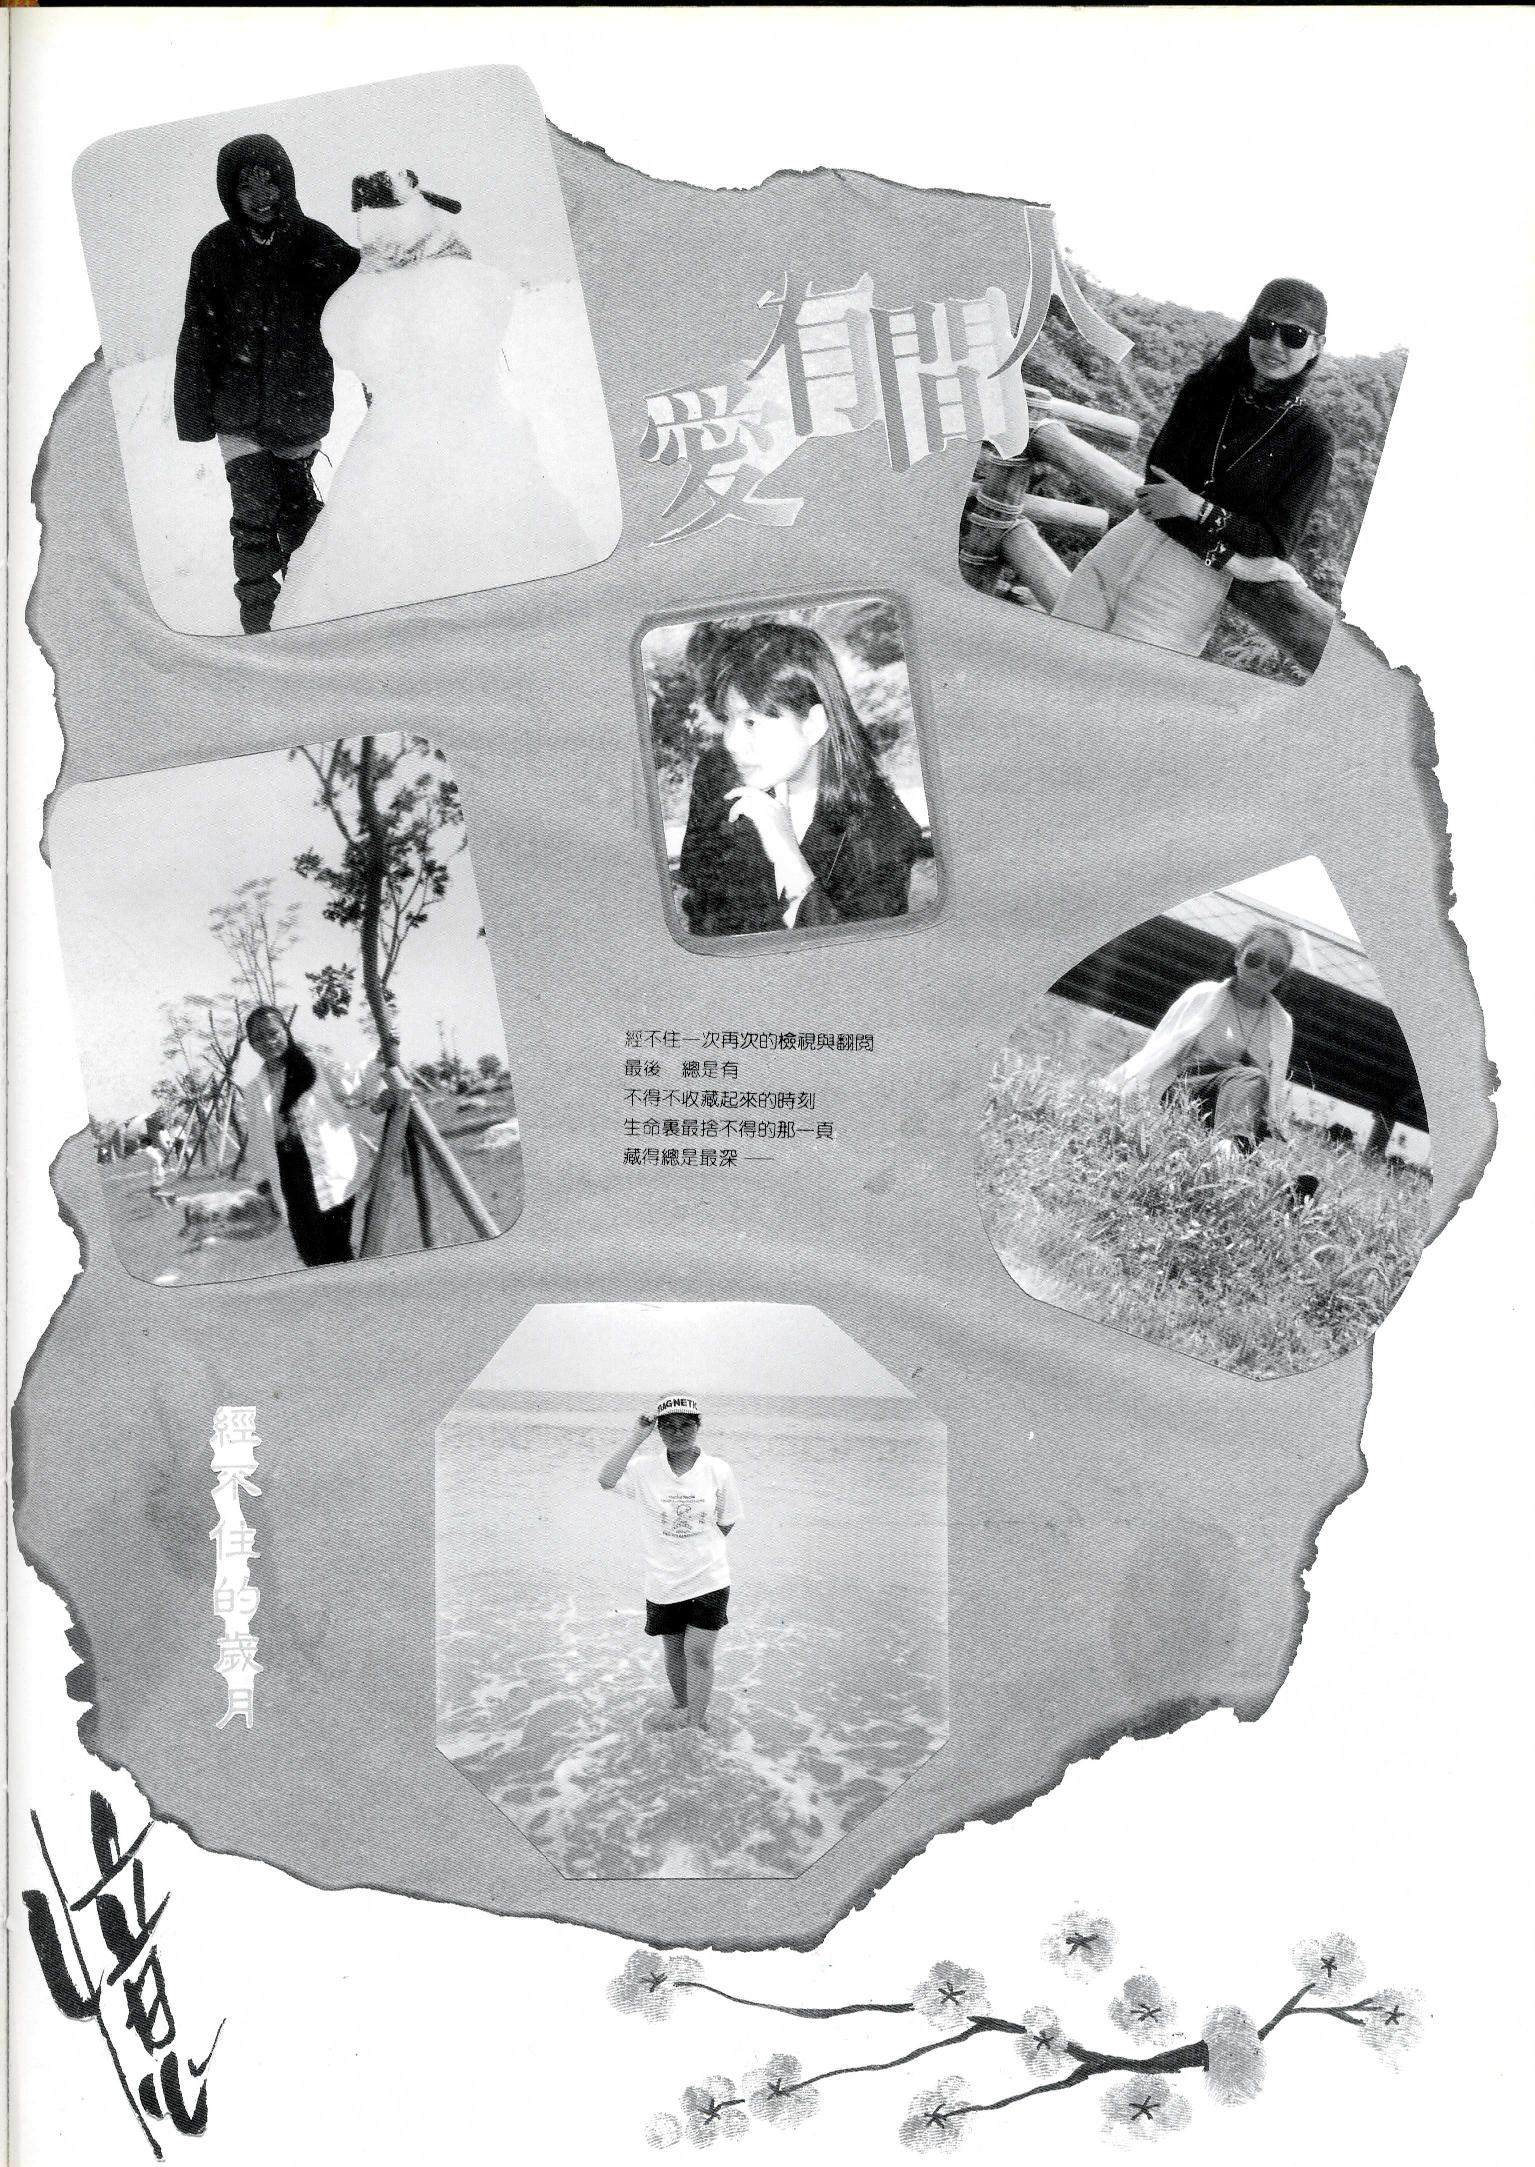 人間有愛
經不住一次再次的檢視與翻閱
最後　總是有
不得不收藏起來的時刻
生命裏最捨不得的那一頁
藏得總是最深 ——
MAGNETIC
經不住的歲月
憶